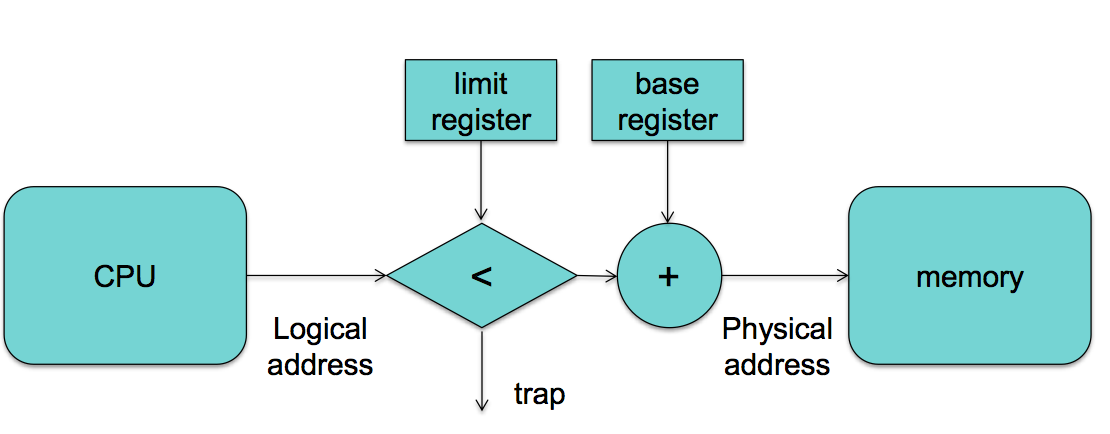 limit
register
base
register
CPU
<
+
memory
Logical
address
Physical
address
trap